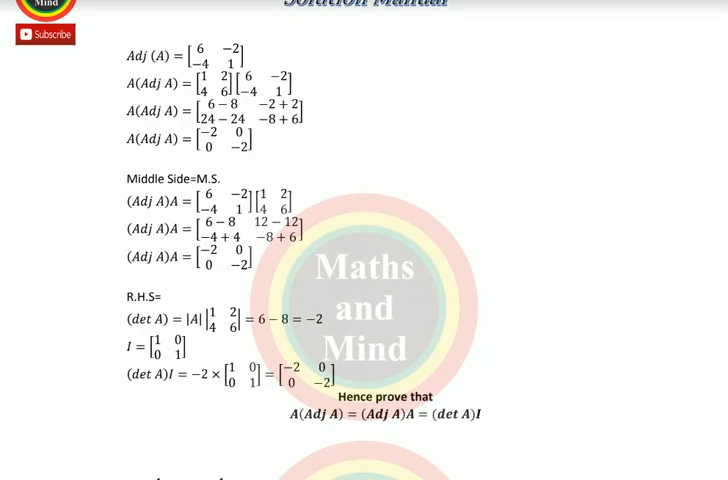 Mind
Solution Manual
Subscribe
Adj (A) = [6 −2; −4 1]
A(Adj A) = [1 2; 4 6][6 −2; −4 1]
A(Adj A) = [6 − 8 −2 + 2; 24 − 24 −8 + 6]
A(Adj A) = [−2 0; 0 −2]
Middle Side=M.S.
(Adj A)A = [6 −2; −4 1][1 2; 4 6]
(Adj A)A = [6 − 8 12 − 12; −4 + 4 −8 + 6]
(Adj A)A = [−2 0; 0 −2]
R.H.S=
(det A) = |A| |1 2; 4 6| = 6 − 8 = −2
I = [1 0; 0 1]
(det A)I = −2 × [1 0; 0 1] = [−2 0; 0 −2]
Hence prove that
A(Adj A) = (Adj A)A = (det A)I
Maths
and
Mind